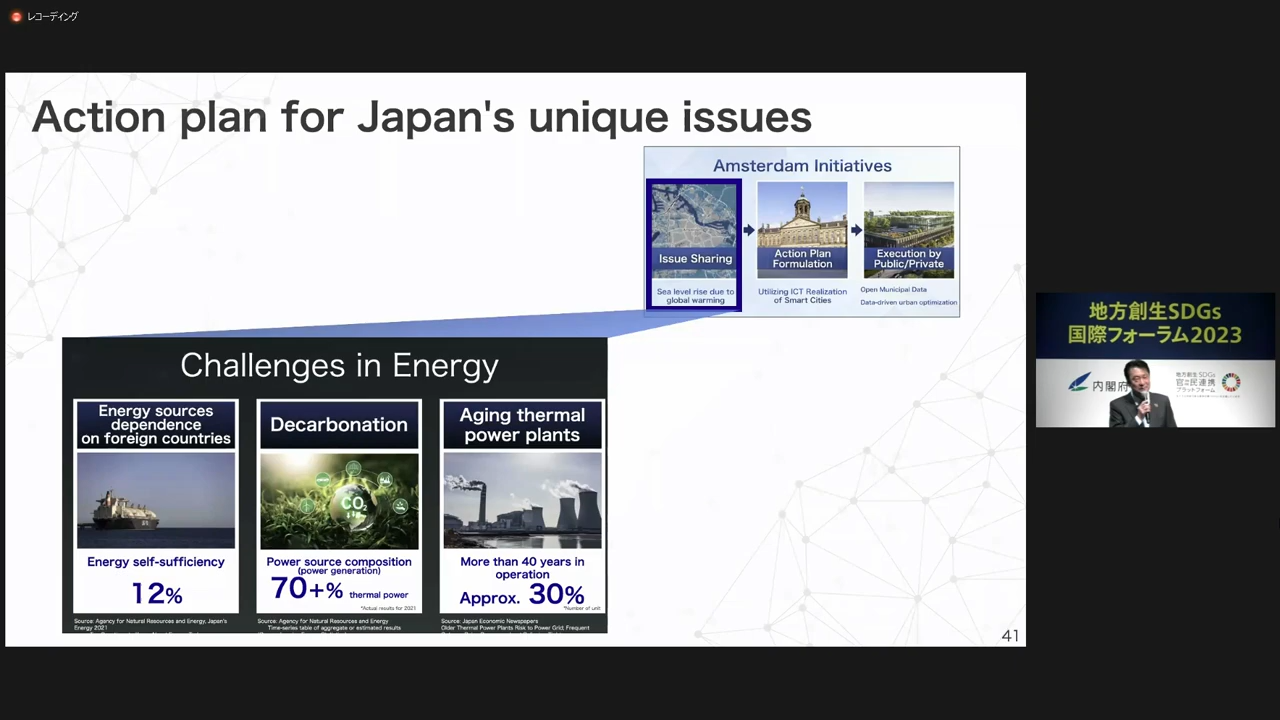 レコーディング
Action plan for Japan's unique issues
Amsterdam Initiatives
Issue Sharing
Sea level rise due to
global warming
Action Plan
Formulation
Utilizing ICT Realization
of Smart Cities
Execution by
Public/Private
Open Municipal Data
Data-driven urban optimization
Challenges in Energy
Energy sources
dependence
on foreign countries
Energy self-sufficiency
12%
Source: Agency for Natural Resources and Energy, Japan's
Energy 2021
Decarbonation
CO2
Power source composition
(power generation)
70+% thermal power
*Actual results for 2021
Source: Agency for Natural Resources and Energy
Time-series table of aggregate or estimated results
Aging thermal
power plants
More than 40 years in
operation
Approx. 30%
*Number of unit
Source: Japan Economic Newspapers
Older Thermal Power Plants Risk to Power Grid, Frequent
41
地方創生SDGs
国際フォーラム2023
内閣府
地方創生SDGs
官民連携
プラットフォーム